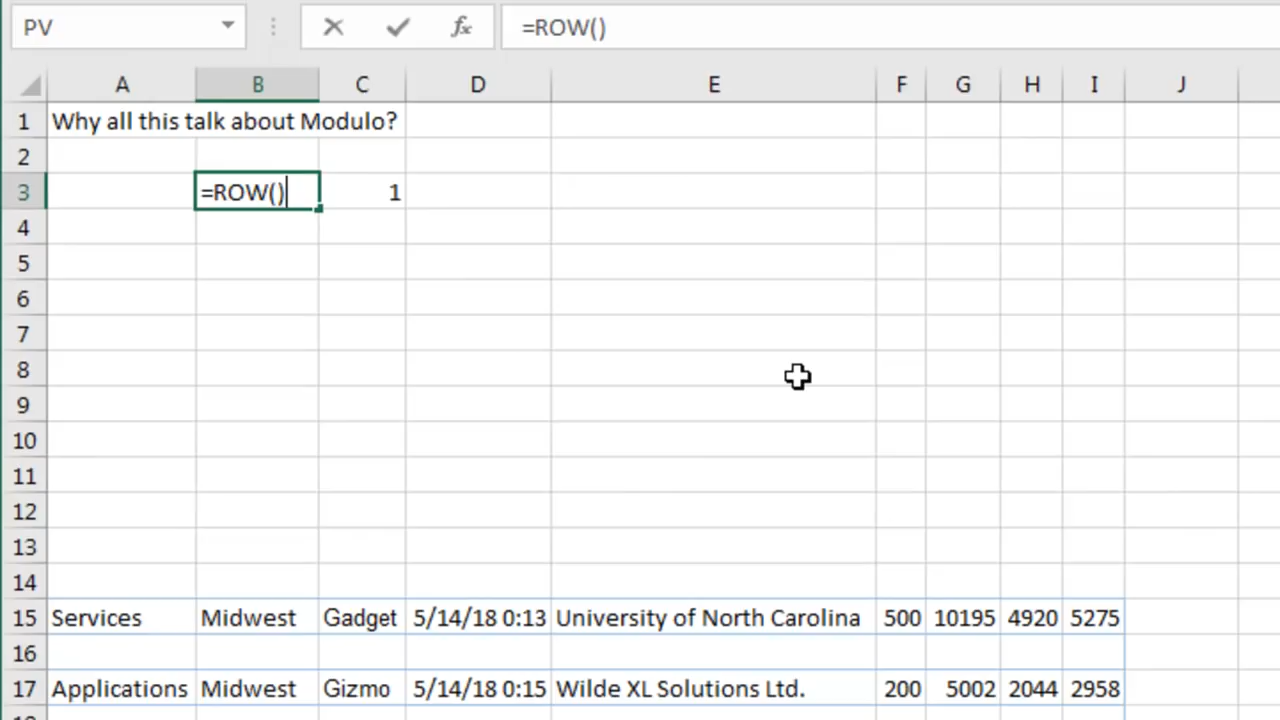 PV fx =ROW()
A B C D E F G H I J
1 Why all this talk about Modulo?
2
3 =ROW() 1
4
5
6
7
8
9
10
11
12
13
14
15 Services Midwest Gadget 5/14/18 0:13 University of North Carolina 500 10195 4920 5275
16
17 Applications Midwest Gizmo 5/14/18 0:15 Wilde XL Solutions Ltd. 200 5002 2044 2958